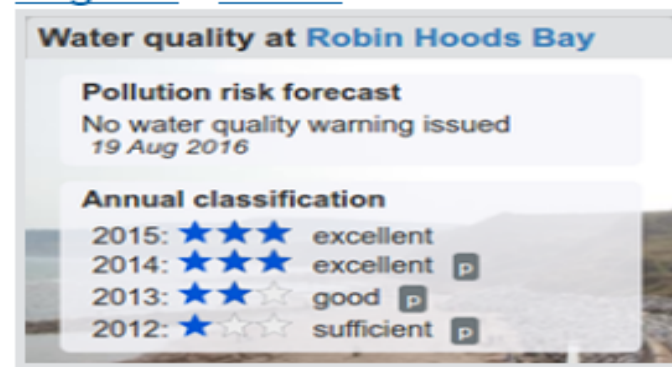 Water quality at Robin Hoods Bay
Pollution risk forecast
No water quality warning issued
19 Aug 2016
Annual classification
2015: ★★★ excellent
2014: ★★★ excellent p
2013: ★★☆ good p
2012: ★☆☆ sufficient p